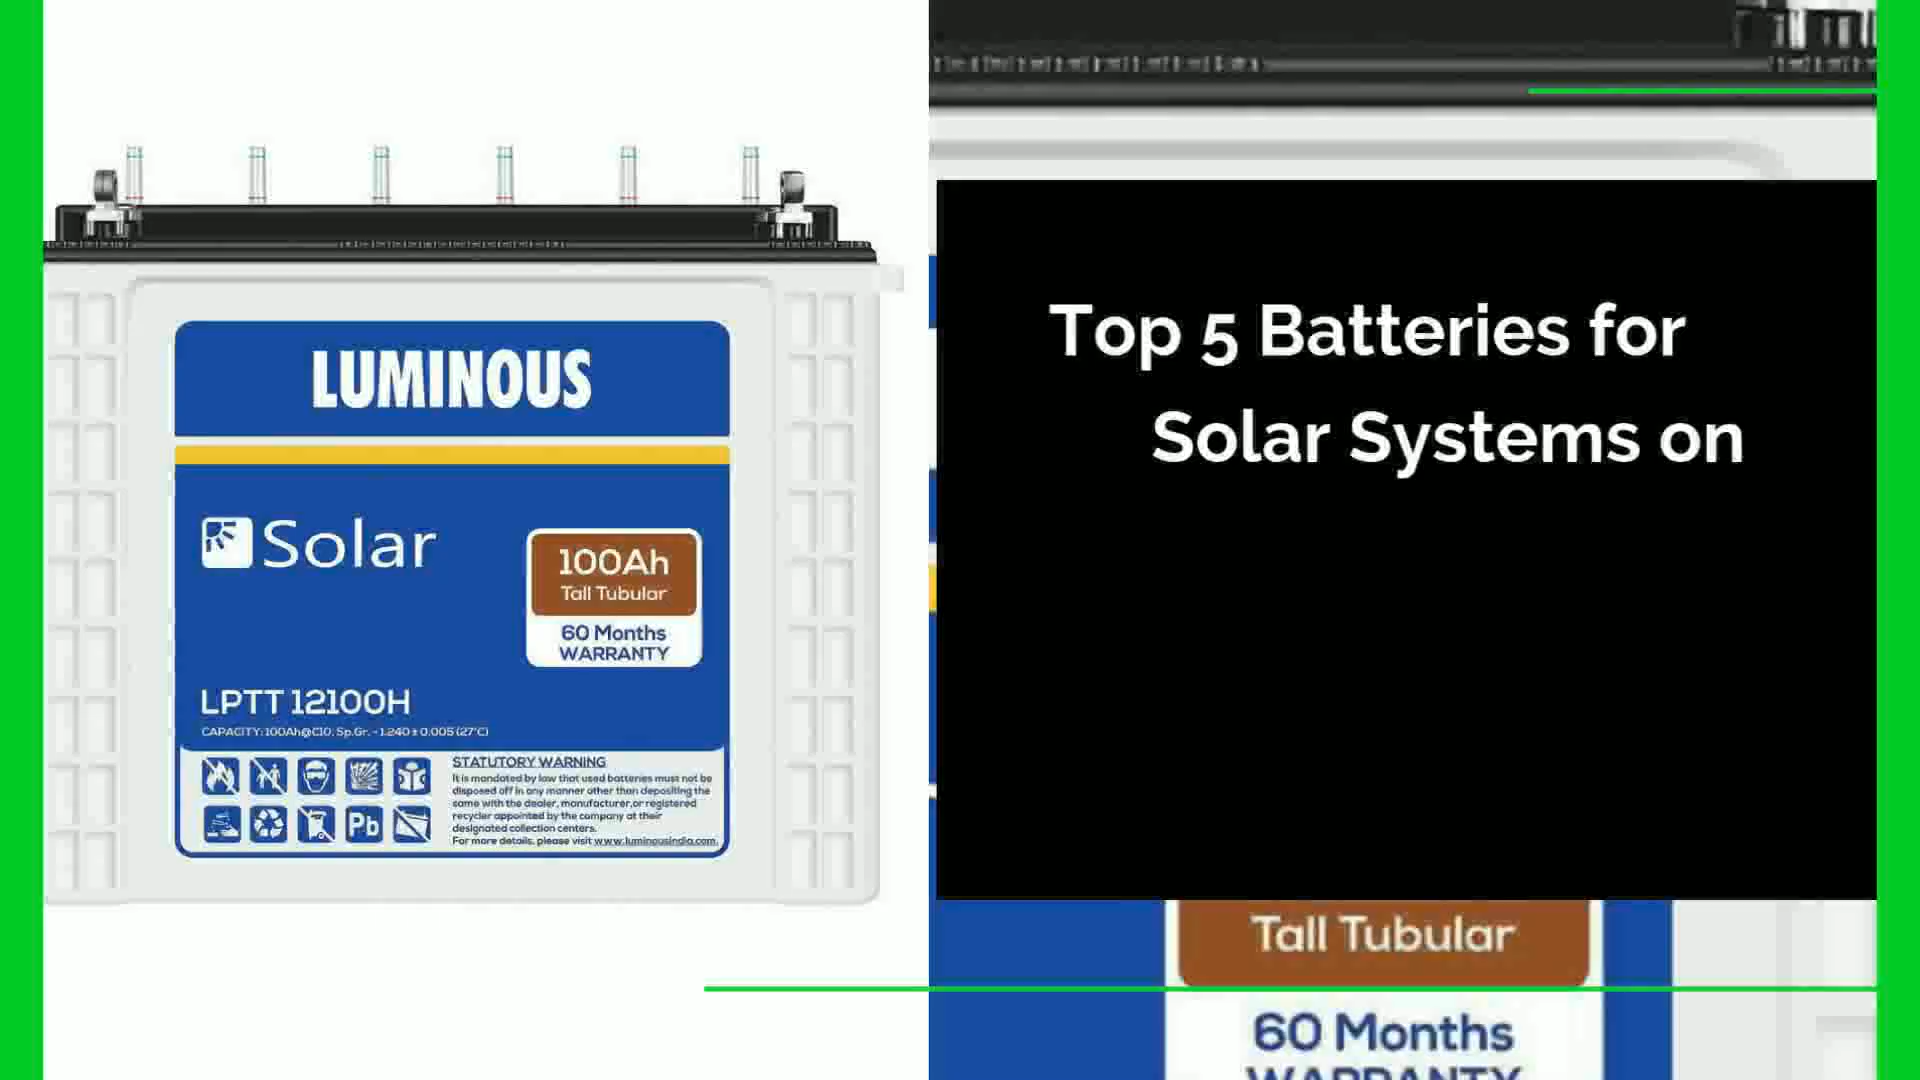 LUMINOUS
Solar
100Ah
Tall Tubular
60 Months
WARRANTY
LPTT 12100H
CAPACITY: 100Ah@C10, Sp.Gr. - 1.240 ± 0.005 (27°C)
Pb
STATUTORY WARNING
It is mandated by law that used batteries must not be
disposed off in any manner other than depositing the
same with the dealer, manufacturer, or registered
recycler appointed by the company at their
designated collection centers.
For more details, please visit www.luminousindia.com.
Top 5 Batteries for
Solar Systems on
Tall Tubular
60 Months
WARRANTY